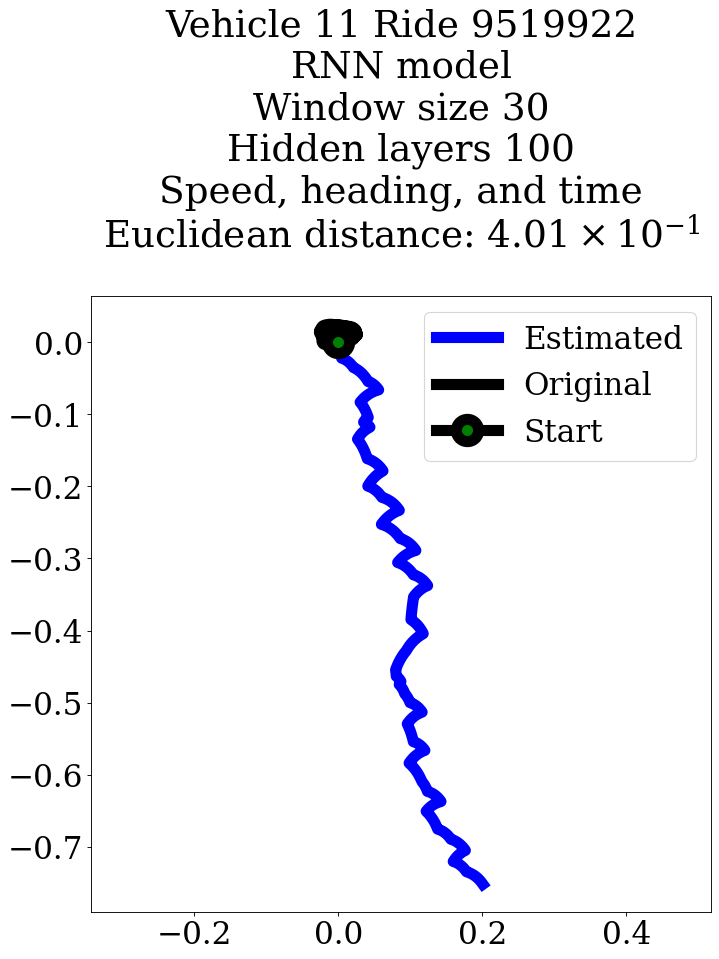 Vehicle 11 Ride 9519922
RNN model
Window size 30
Hidden layers 100
Speed, heading, and time
Euclidean distance: 4.01 × 10⁻¹
Estimated
Original
Start
0.0
−0.1
−0.2
−0.3
−0.4
−0.5
−0.6
−0.7
−0.2 0.0 0.2 0.4